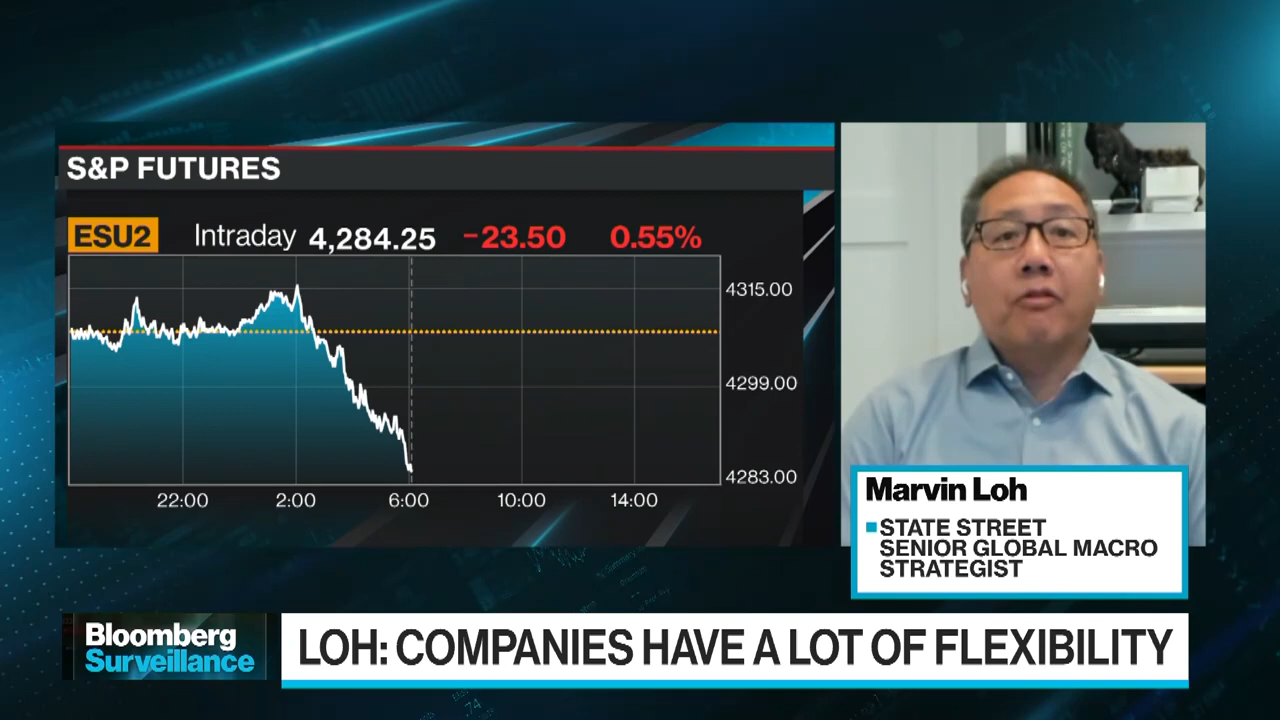 S&P FUTURES
ESU2 Intraday 4,284.25 -23.50 0.55%
4315.00
4299.00
4283.00
22:00 2:00 6:00 10:00 14:00
Marvin Loh
STATE STREET
SENIOR GLOBAL MACRO
STRATEGIST
Bloomberg
Surveillance
LOH: COMPANIES HAVE A LOT OF FLEXIBILITY